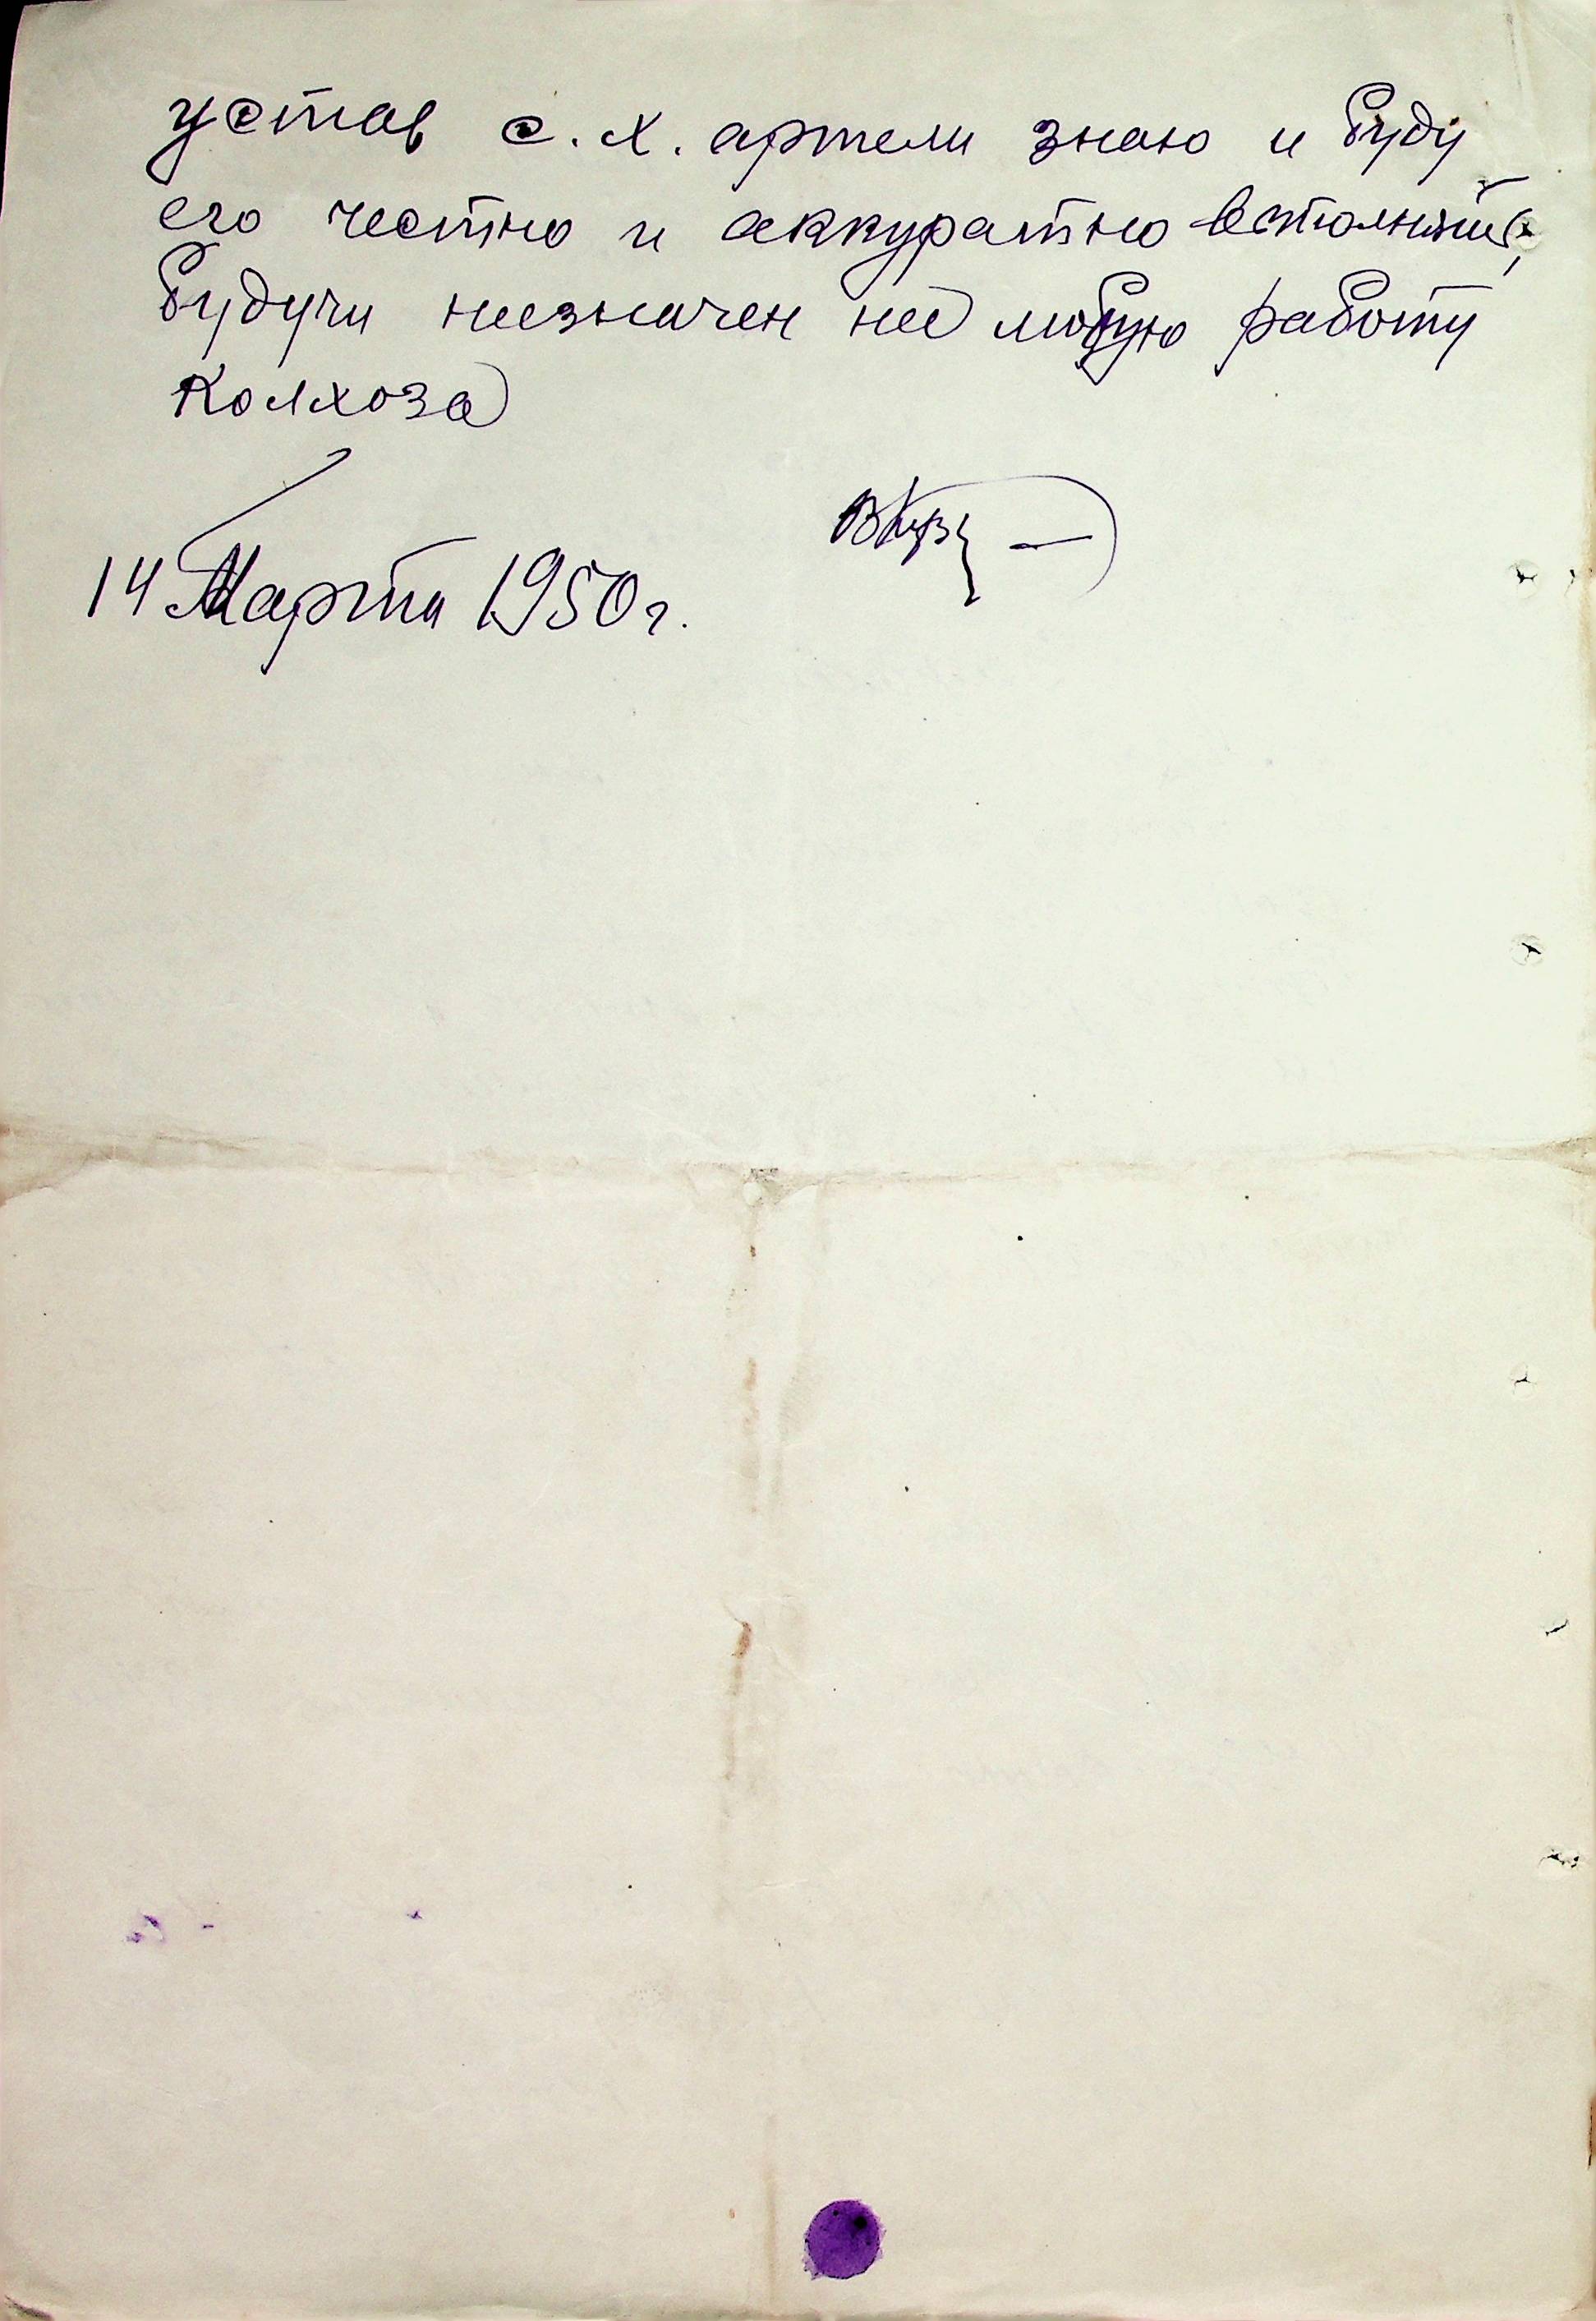 устав с. х. артели знаю и буду
его честно и аккуратно выполнять,
будучи назначен на любую работу
колхоза
14 Марта 1950 г.